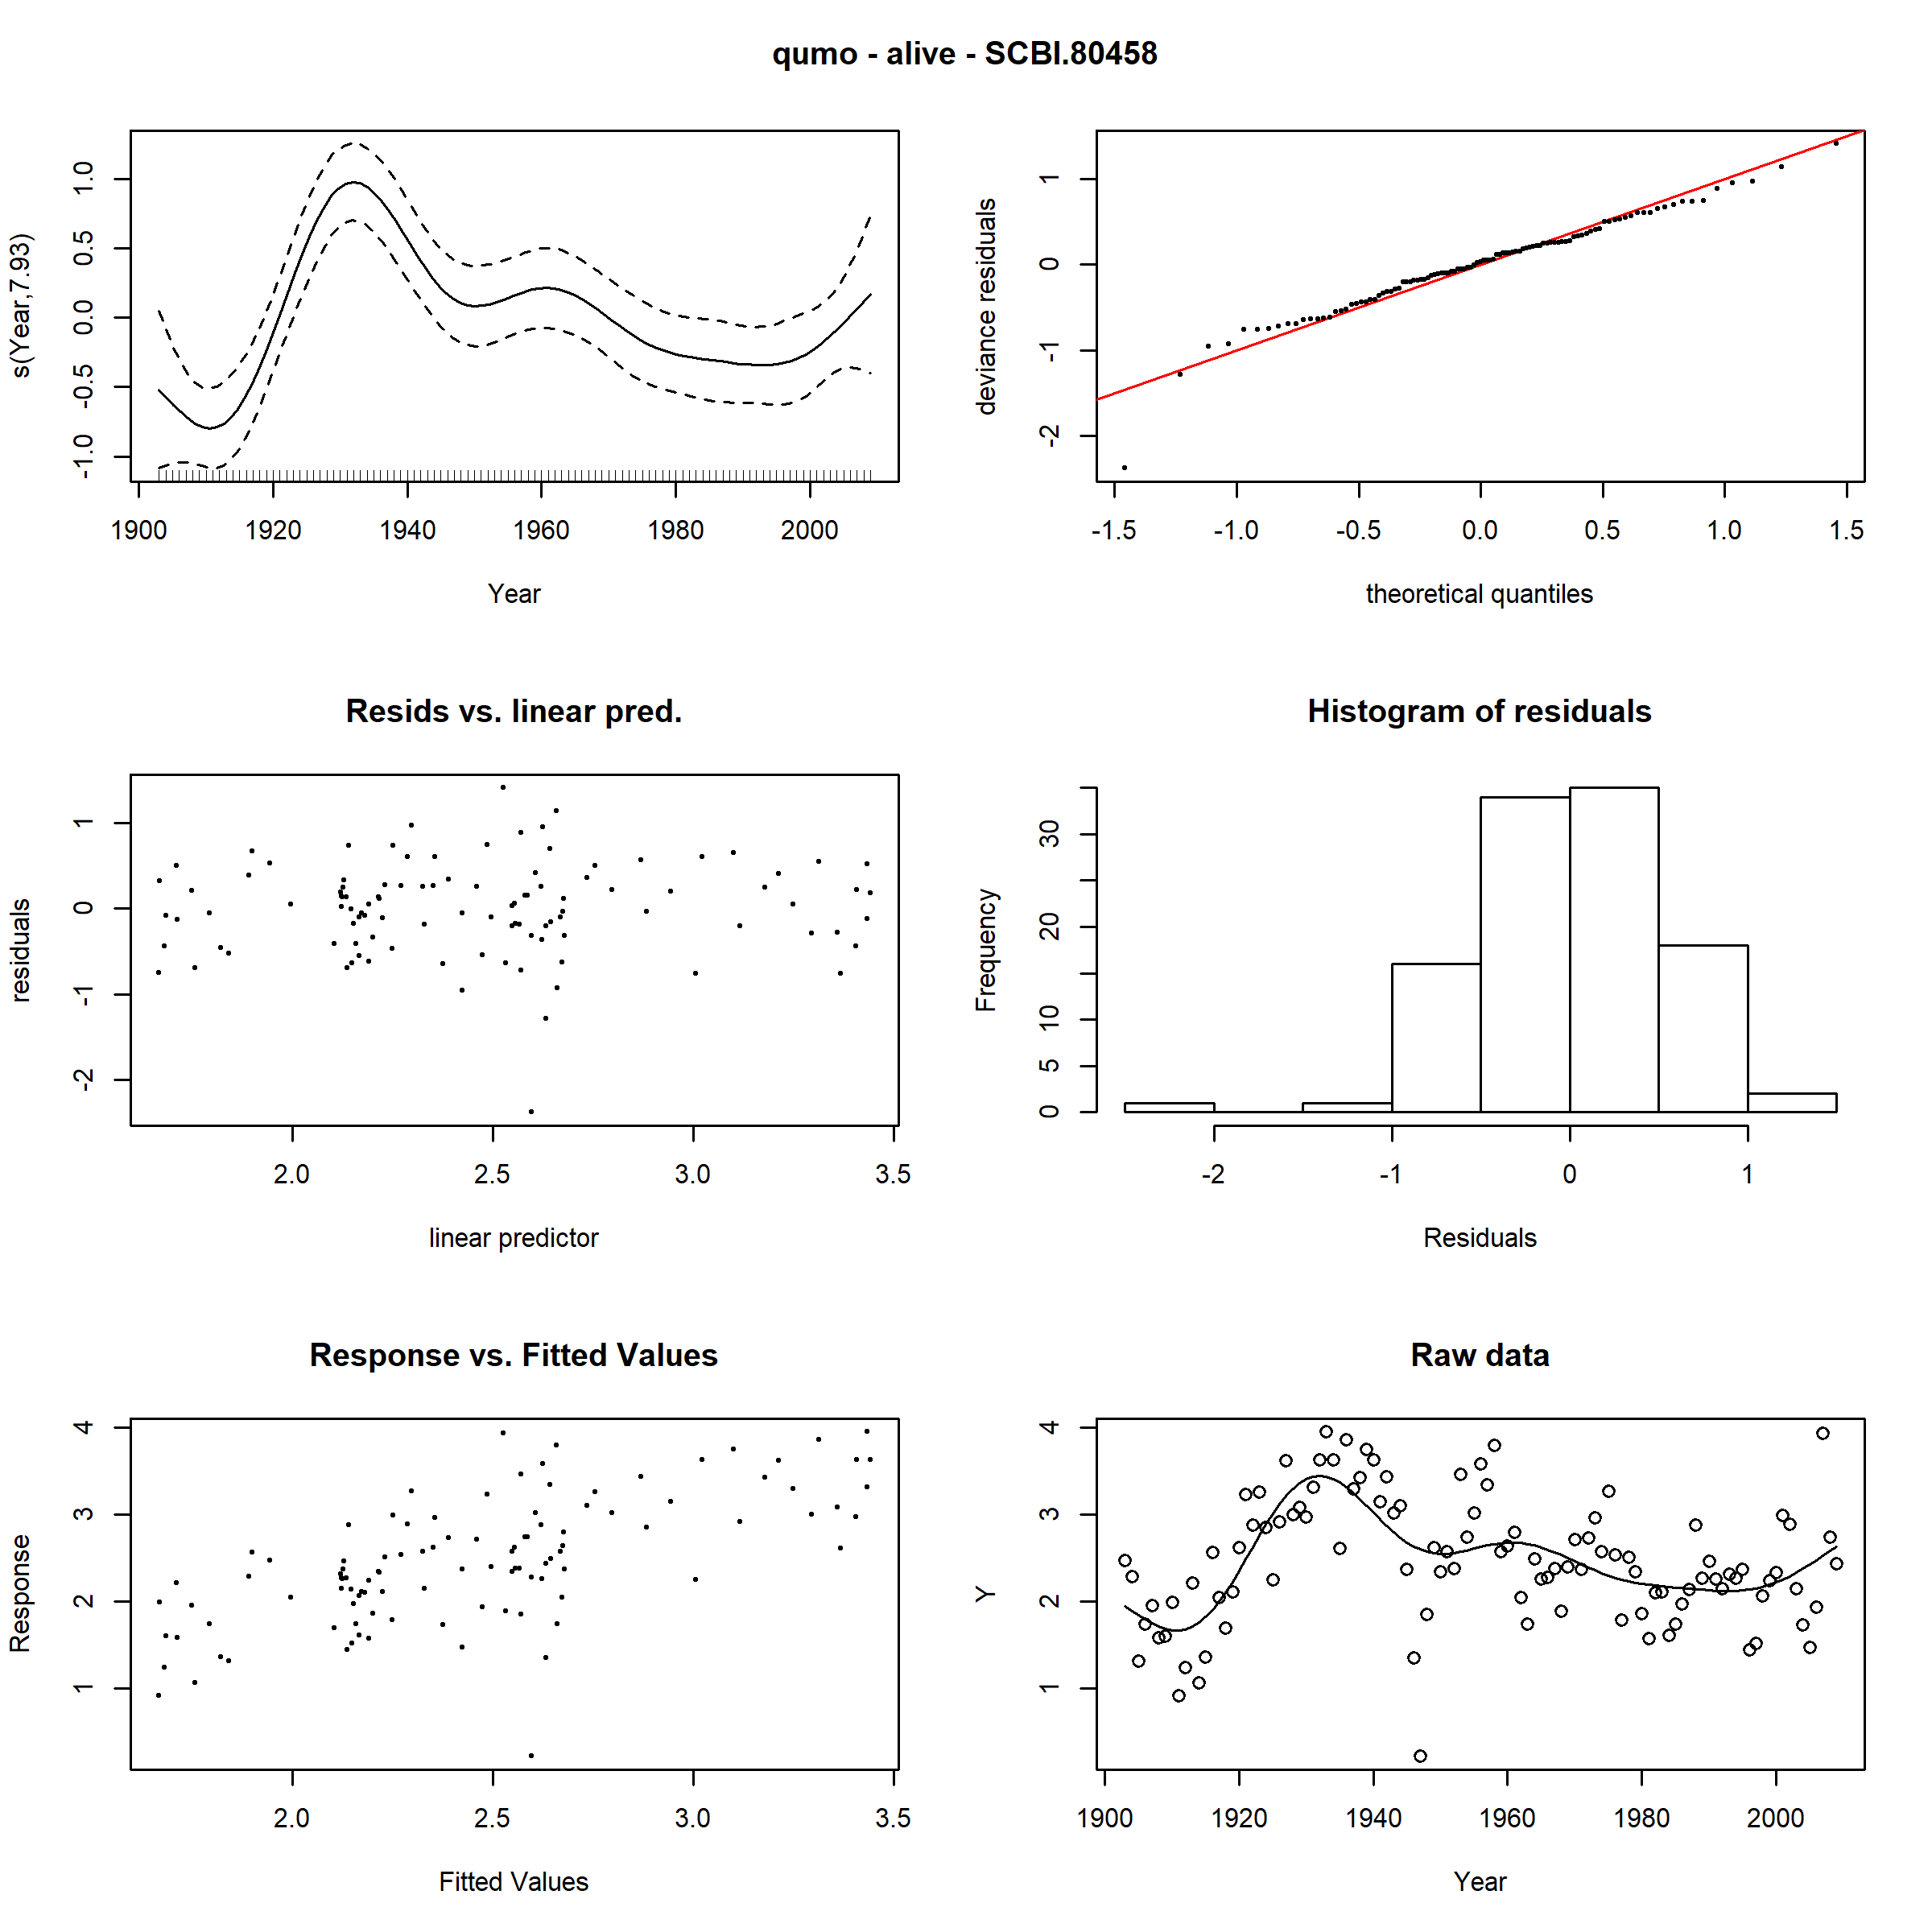 qumo - alive - SCBI.80458
s(Year,7.93)
1.0
0.5
0.0
-0.5
-1.0
1900 1920 1940 1960 1980 2000
Year
deviance residuals
1
0
-1
-2
-1.5 -1.0 -0.5 0.0 0.5 1.0 1.5
theoretical quantiles
Resids vs. linear pred.
residuals
1
0
-1
-2
2.0 2.5 3.0 3.5
linear predictor
Histogram of residuals
Frequency
30
20
10
5
0
-2 -1 0 1
Residuals
Response vs. Fitted Values
Response
4
3
2
1
2.0 2.5 3.0 3.5
Fitted Values
Raw data
Y
4
3
2
1
1900 1920 1940 1960 1980 2000
Year